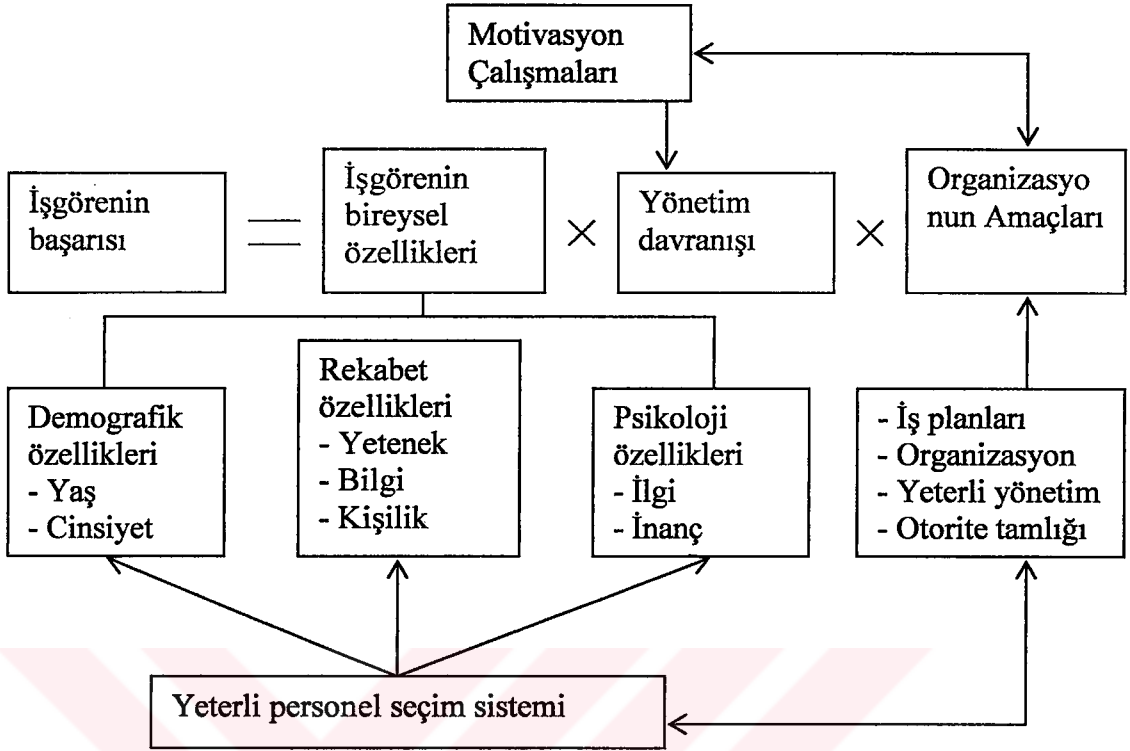 Motivasyon
Çalışmaları
İşgörenin
başarısı
=
İşgörenin
bireysel
özellikleri
×
Yönetim
davranışı
×
Organizasyo
nun Amaçları
Demografik
özellikleri
- Yaş
- Cinsiyet
Rekabet
özellikleri
- Yetenek
- Bilgi
- Kişilik
Psikoloji
özellikleri
- İlgi
- İnanç
- İş planları
- Organizasyon
- Yeterli yönetim
- Otorite tamlığı
Yeterli personel seçim sistemi